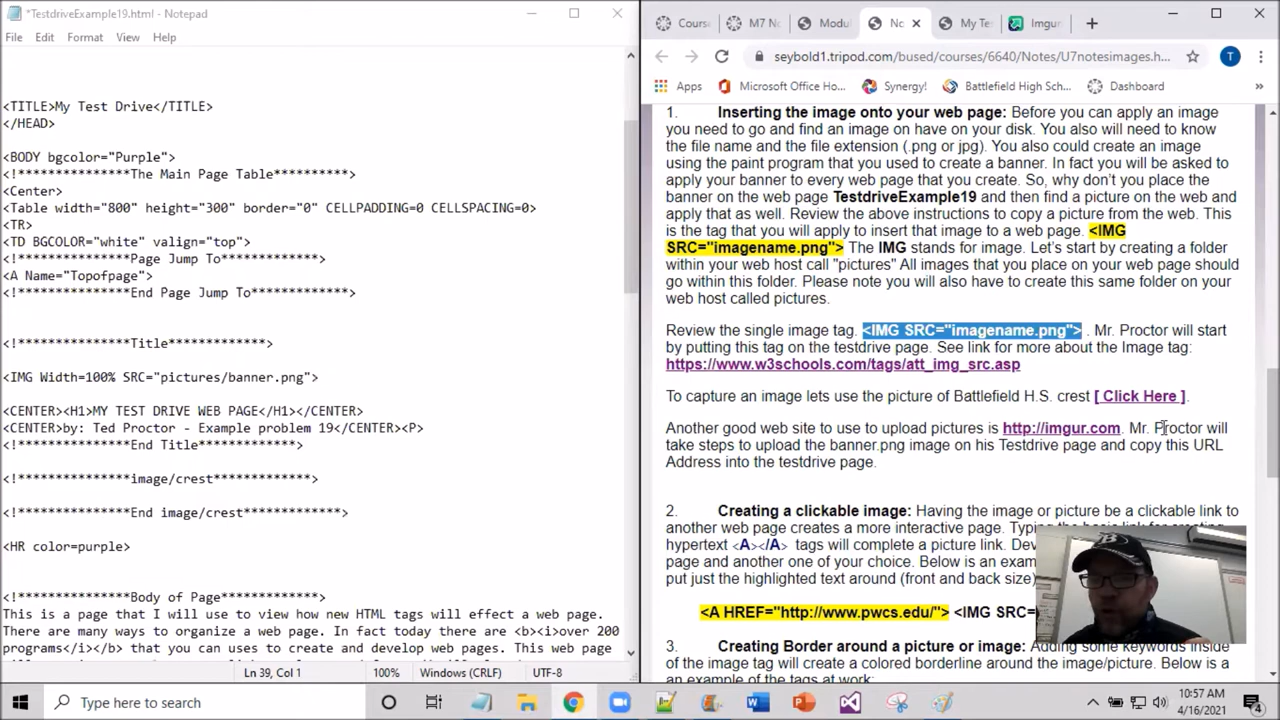 *TestdriveExample19.html - Notepad
File Edit Format View Help
<TITLE>My Test Drive</TITLE>
</HEAD>
<BODY bgcolor="Purple">
<!***************The Main Page Table**********>
<Center>
<Table width="800" height="300" border="0" CELLPADDING=0 CELLSPACING=0>
<TR>
<TD BGCOLOR="white" valign="top">
<!***************Page Jump To************>
<A Name="Topofpage">
<!***************End Page Jump To************>
<!***************Title*************>
<IMG Width=100% SRC="pictures/banner.png">
<CENTER><H1>MY TEST DRIVE WEB PAGE</H1></CENTER>
<CENTER>by: Ted Proctor - Example problem 19</CENTER><P>
<!***************End Title*************>
<!***************image/crest*************>
<!***************End image/crest*************>
<HR color=purple>
<!***************Body of Page**********>
This is a page that I will use to view how new HTML tags will effect a web page.
There are many ways to organize a web page. In fact today there are <b><i>over 200
programs</i></b> that you can uses to create and develop web pages. This web page
Ln 39, Col 1 100% Windows (CRLF) UTF-8
Cours M7 N Modul Nc My Te Imgur
seybold1.tripod.com/bused/courses/6640/Notes/U7notesimages.h...
T
Apps Microsoft Office Ho... Synergy! Battlefield High Sch... Dashboard »
1. Inserting the image onto your web page: Before you can apply an image
you need to go and find an image on have on your disk. You also will need to know
the file name and the file extension (.png or jpg). You also could create an image
using the paint program that you used to create a banner. In fact you will be asked to
apply your banner to every web page that you create. So, why don't you place the
banner on the web page TestdriveExample19 and then find a picture on the web and
apply that as well. Review the above instructions to copy a picture from the web. This
is the tag that you will apply to insert that image to a web page. <IMG
SRC="imagename.png"> The IMG stands for image. Let's start by creating a folder
within your web host call "pictures" All images that you place on your web page should
go within this folder. Please note you will also have to create this same folder on your
web host called pictures.
Review the single image tag. <IMG SRC="imagename.png"> . Mr. Proctor will start
by putting this tag on the testdrive page. See link for more about the Image tag:
https://www.w3schools.com/tags/att_img_src.asp
To capture an image lets use the picture of Battlefield H.S. crest [ Click Here ].
Another good web site to use to upload pictures is http://imgur.com. Mr. Proctor will
take steps to upload the banner.png image on his Testdrive page and copy this URL
Address into the testdrive page.
2. Creating a clickable image: Having the image or picture be a clickable link to
another web page creates a more interactive page. Typing the basic link for creating
hypertext <A></A> tags will complete a picture link. Dev
page and another one of your choice. Below is an exam
put just the highlighted text around (front and back size)
<A HREF="http://www.pwcs.edu/"> <IMG SRC=
3. Creating Border around a picture or image: Adding some keywords inside
of the image tag will create a colored borderline around the image/picture. Below is a
an example of the tags at work:
Type here to search
10:57 AM
4/16/2021
4